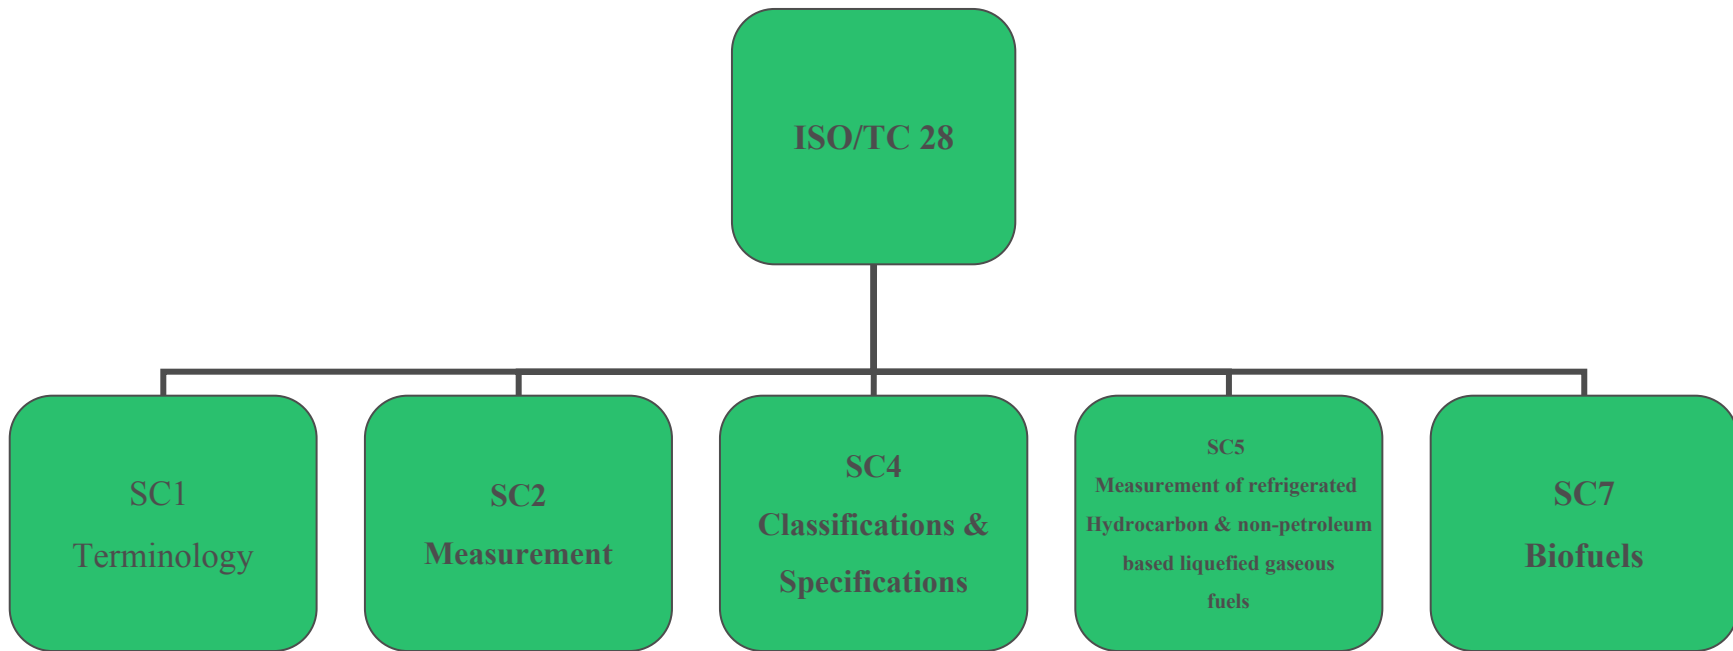 ISO/TC 28
SC1
Terminology
SC2
Measurement
SC4
Classifications &
Specifications
SC5
Measurement of refrigerated
Hydrocarbon & non-petroleum
based liquefied gaseous
fuels
SC7
Biofuels